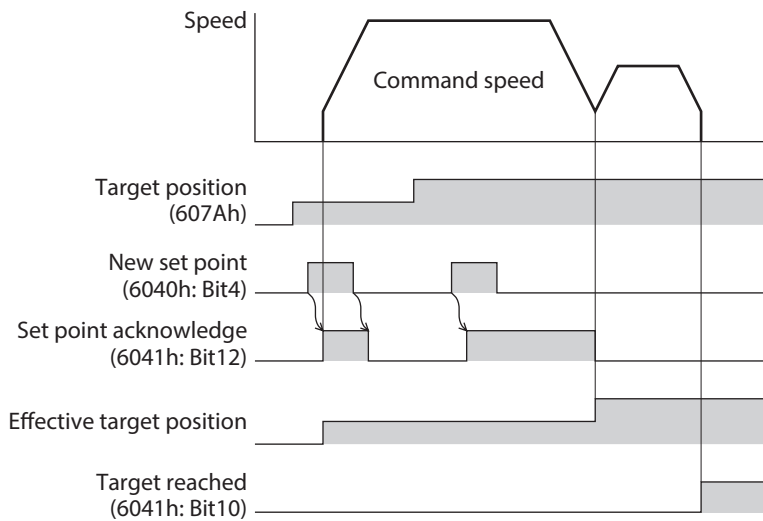 Speed
Command speed
Target position
(607Ah)
New set point
(6040h: Bit4)
Set point acknowledge
(6041h: Bit12)
Effective target position
Target reached
(6041h: Bit10)